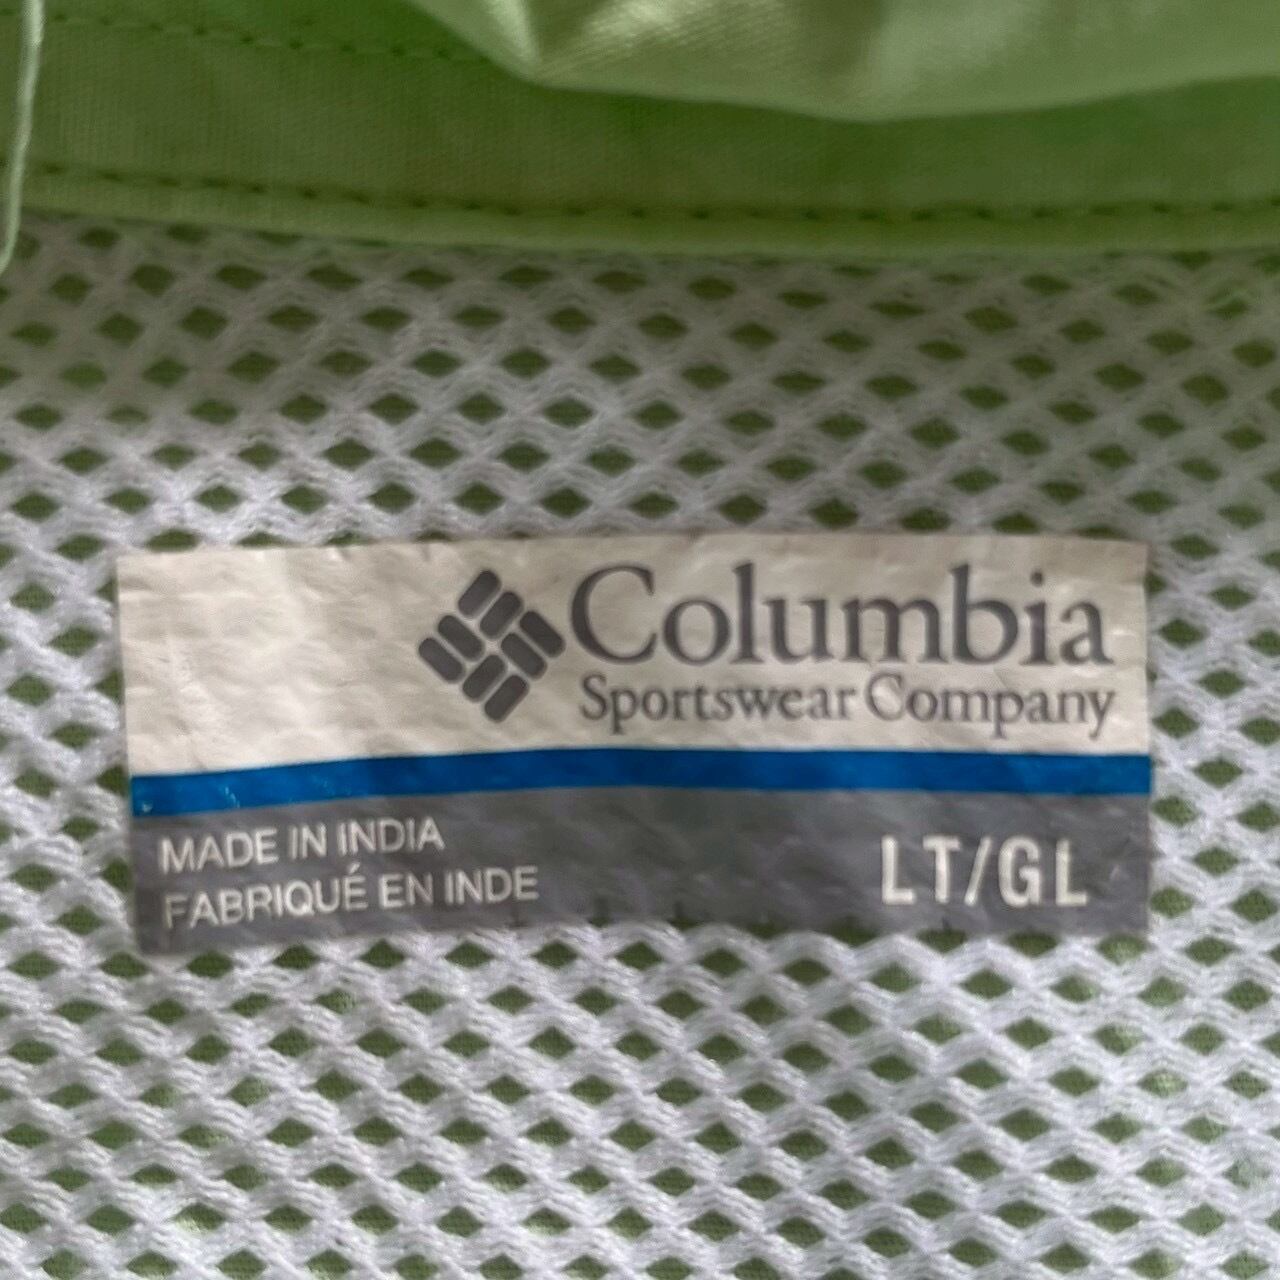 Columbia
Sportswear Company
MADE IN INDIA
FABRIQUÉ EN INDE
LT/GL